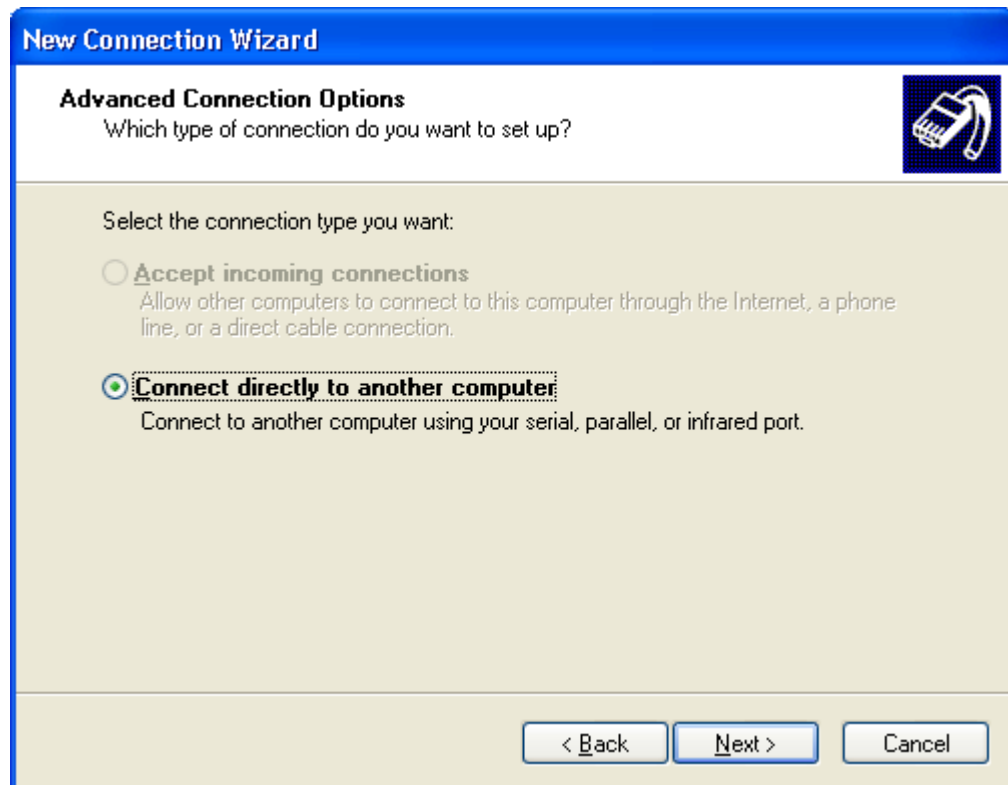 New Connection Wizard
Advanced Connection Options
Which type of connection do you want to set up?
Select the connection type you want:
Accept incoming connections
Allow other computers to connect to this computer through the Internet, a phone
line, or a direct cable connection.
Connect directly to another computer
Connect to another computer using your serial, parallel, or infrared port.
< Back Next > Cancel